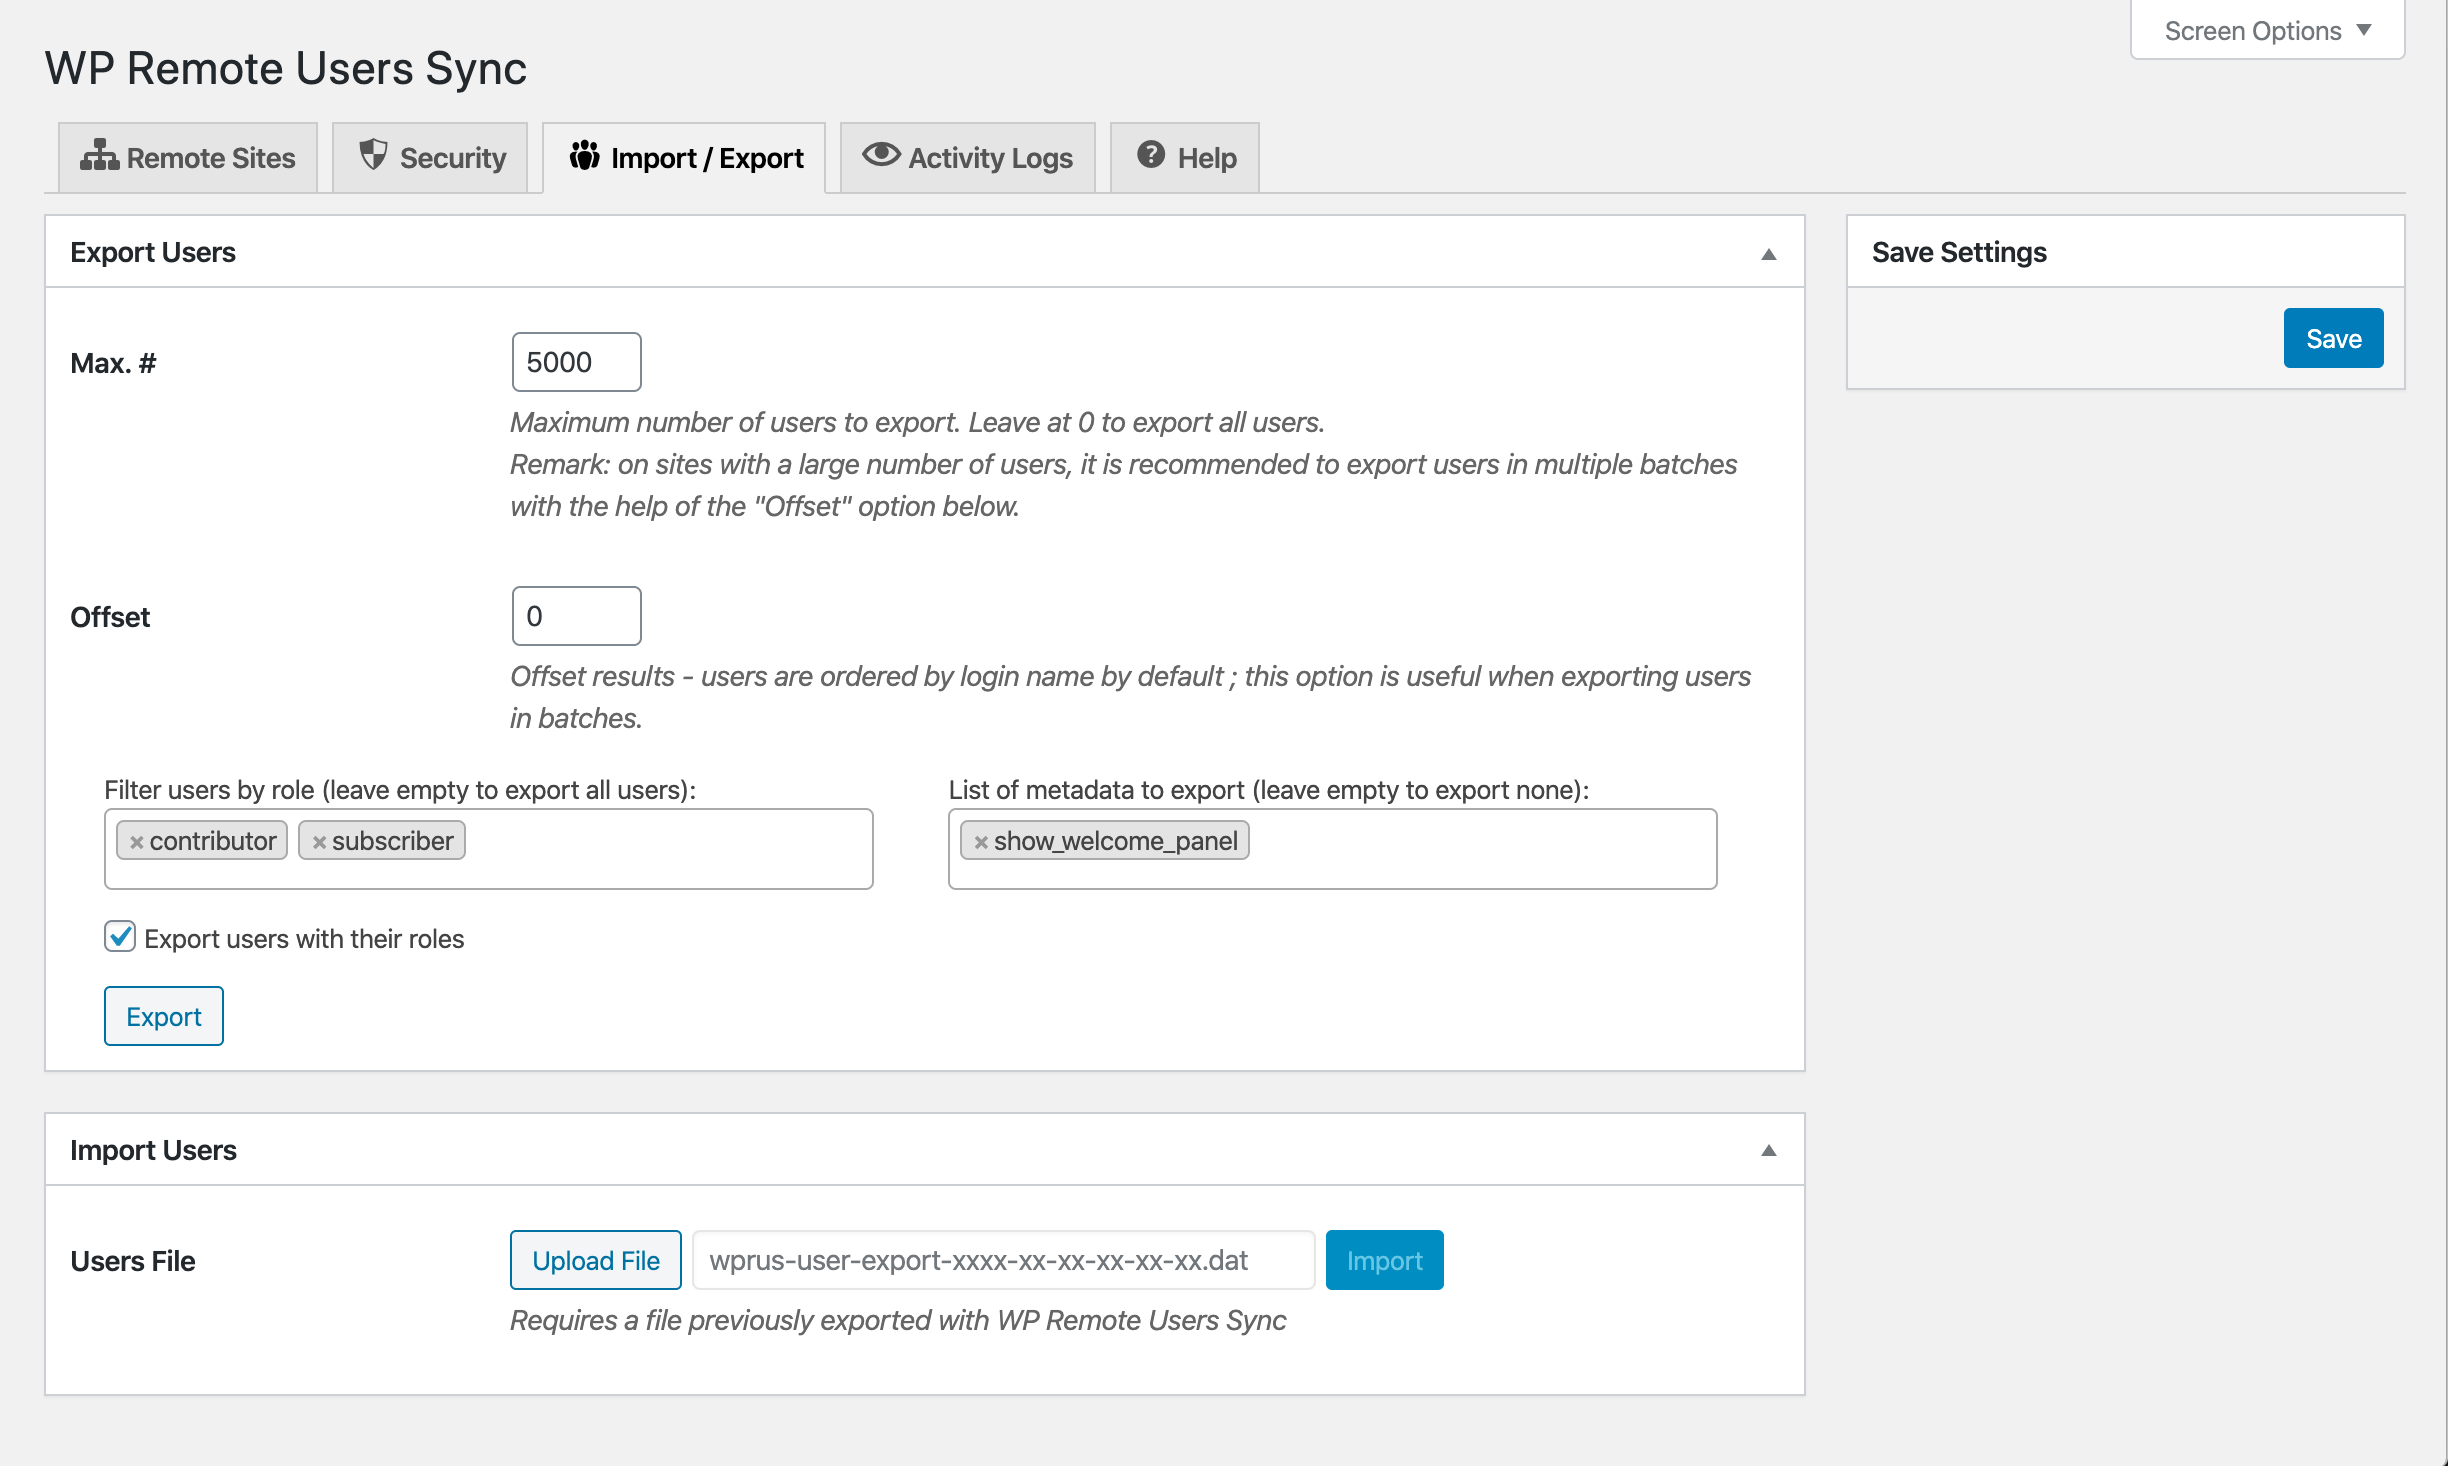 Screen Options
WP Remote Users Sync
Remote Sites
Security
Import / Export
Activity Logs
Help
Export Users
Save Settings
Save
Max. #
5000
Maximum number of users to export. Leave at 0 to export all users.
Remark: on sites with a large number of users, it is recommended to export users in multiple batches
with the help of the "Offset" option below.
Offset
0
Offset results - users are ordered by login name by default ; this option is useful when exporting users
in batches.
Filter users by role (leave empty to export all users):
× contributor × subscriber
List of metadata to export (leave empty to export none):
× show_welcome_panel
Export users with their roles
Export
Import Users
Users File
Upload File
wprus-user-export-xxxx-xx-xx-xx-xx-xx.dat
Import
Requires a file previously exported with WP Remote Users Sync